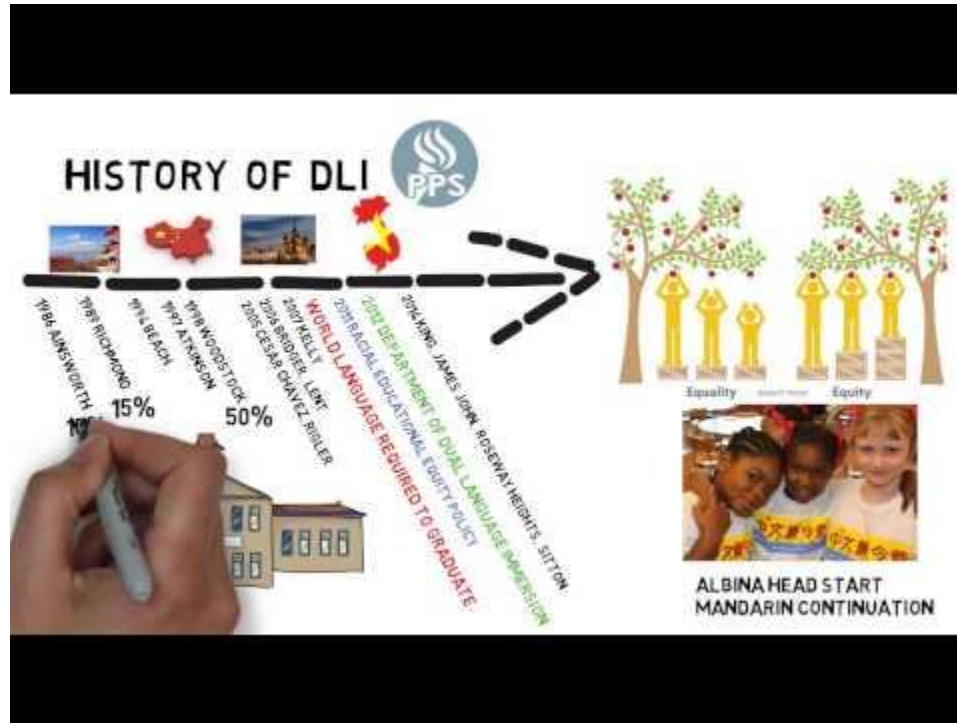 HISTORY OF DLI
PPS
1986 AINSWORTH
1989 RICHMOND
1996 BEACH
1997 ATKINSON
1998 WOODSTOCK
2005 CESAR CHAVEZ, RIGLER
2006 BRIDGER, LENT
2007 KELLY
WORLD LANGUAGE REQUIRED TO GRADUATE
2011 RACIAL EDUCATIONAL EQUITY POLICY
2012 DEPARTMENT OF DUAL LANGUAGE IMMERSION
2014 KING, JAMES JOHN, ROSEWAY HEIGHTS, SITTON
15%
50%
Equality
Equity
ALBINA HEAD START
MANDARIN CONTINUATION